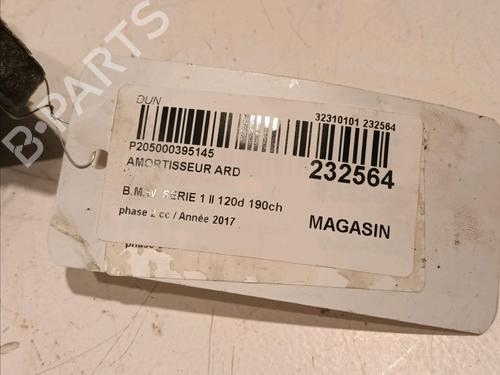 DUN
32310101 232564
P205000395145
AMORTISSEUR ARD
232564
B.M.W. SERIE 1 II 120d 190ch
phase 2 cc / Année 2017
MAGASIN
B-PARTS